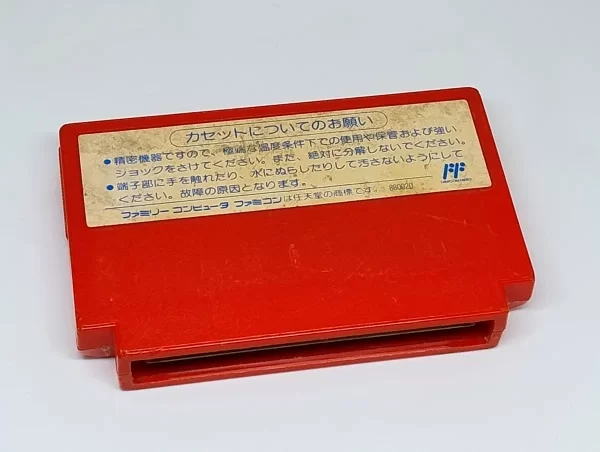 カセットについてのお願い
●精密機器ですので、極端な温度条件下での使用や保管および強い
ショックをさけてください。また、絶対に分解しないでください。
●端子部に手を触れたり、水にぬらしたりして汚さないようにして
ください。故障の原因となります。
ファミリー コンピュータ ファミコンは任天堂の商標です。 880020